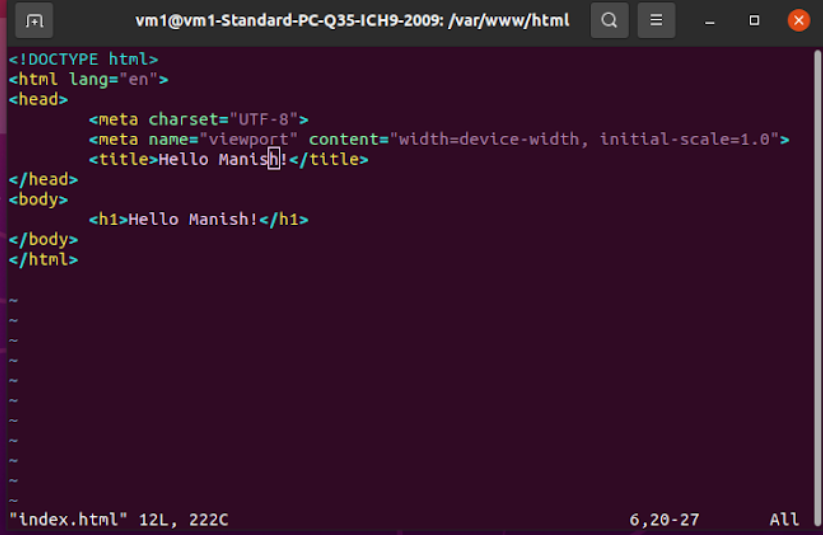 vm1@vm1-Standard-PC-Q35-ICH9-2009: /var/www/html
<!DOCTYPE html>
<html lang="en">
<head>
        <meta charset="UTF-8">
        <meta name="viewport" content="width=device-width, initial-scale=1.0">
        <title>Hello Manish!</title>
</head>
<body>
        <h1>Hello Manish!</h1>
</body>
</html>
~
~
~
~
~
~
~
~
~
~
~
"index.html" 12L, 222C 6,20-27 All